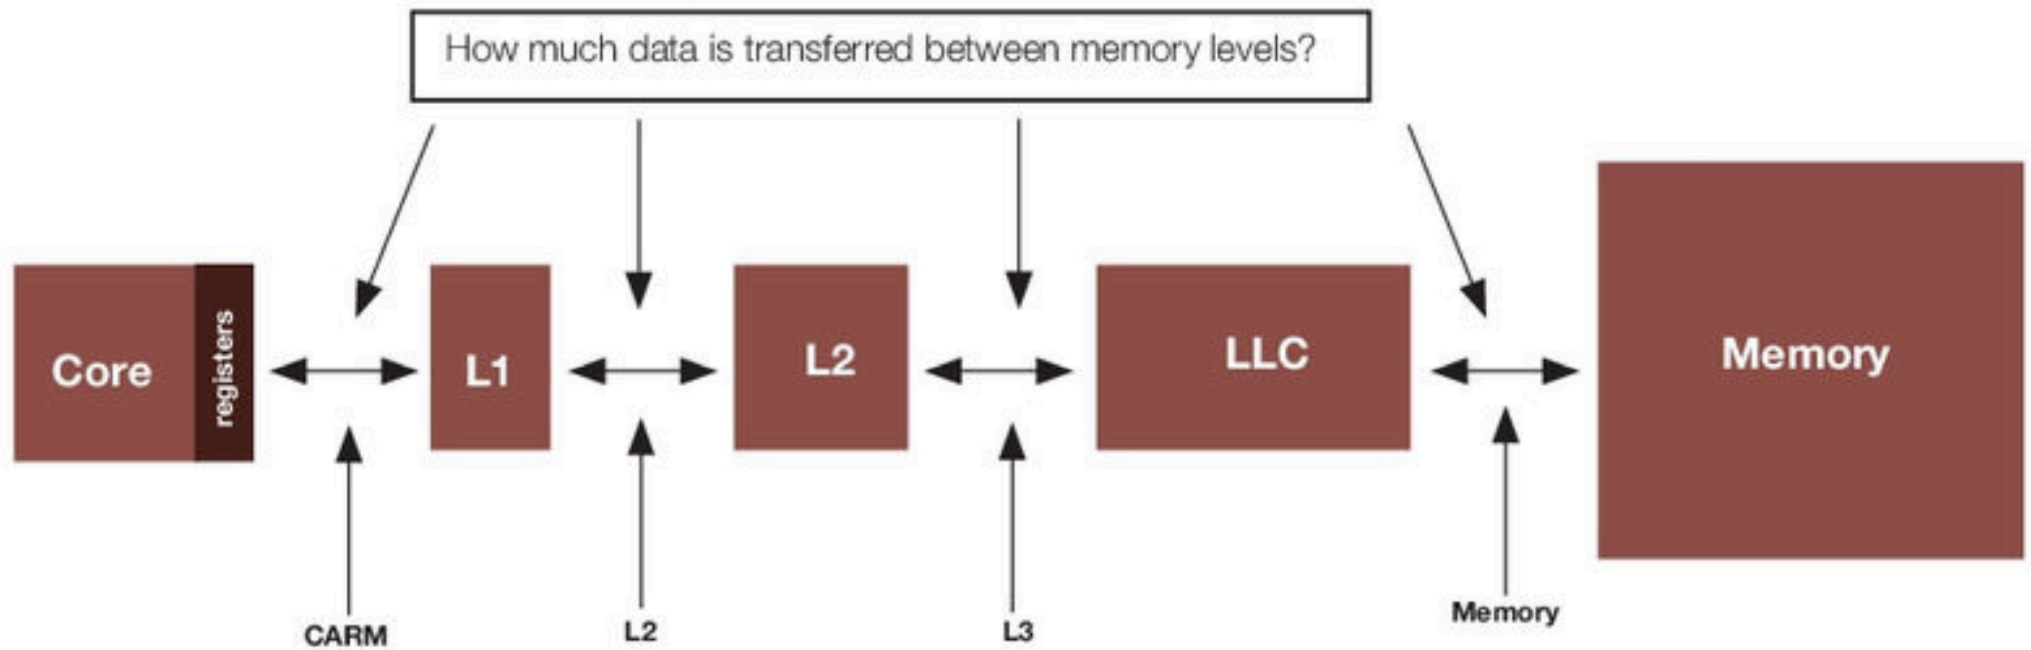 How much data is transferred between memory levels?
Core
registers
L1
L2
LLC
Memory
CARM
L2
L3
Memory